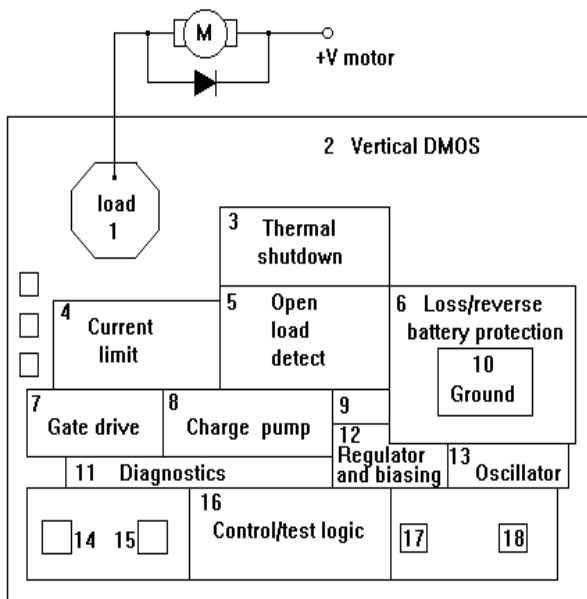 M
+V motor
2 Vertical DMOS
load
1
3 Thermal
shutdown
4 Current
limit
5 Open
load
detect
6 Loss/reverse
battery protection
10
Ground
7
Gate drive
8
Charge pump
9
11 Diagnostics
12
Regulator
and biasing
13
Oscillator
14 15
16
Control/test logic
17
18